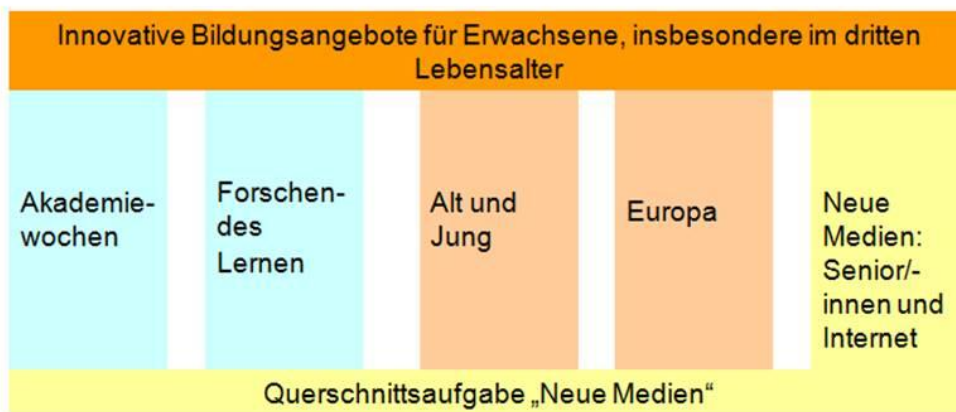 Innovative Bildungsangebote für Erwachsene, insbesondere im dritten
Lebensalter
Akademie-
wochen
Forschen-
des
Lernen
Alt und
Jung
Europa
Neue
Medien:
Senior/-
innen und
Internet
Querschnittsaufgabe „Neue Medien“